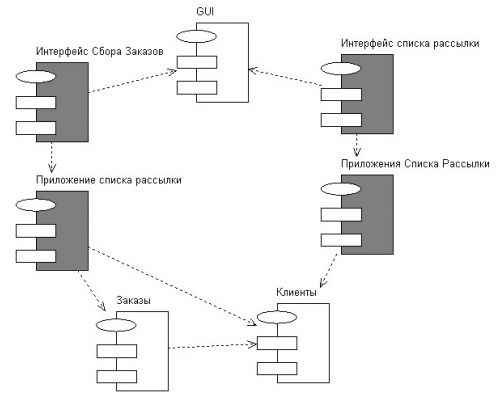 GUI
Интерфейс Сбора Заказов
Интерфейс списка рассылки
Приложение списка рассылки
Приложения Списка Рассылки
Заказы
Клиенты